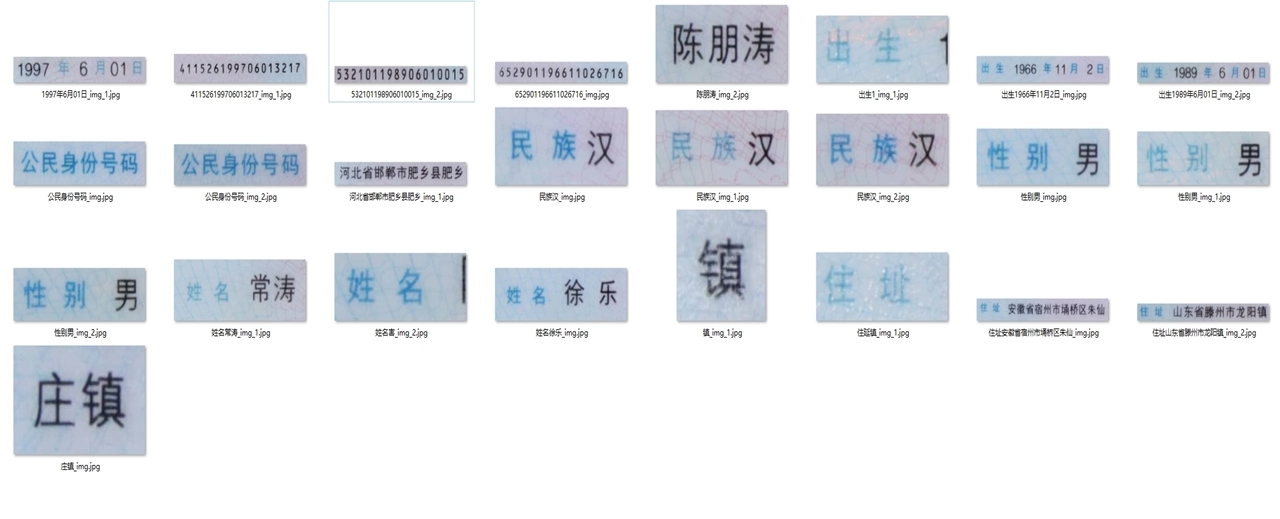 1997 年 6 月 01 日
411526199706013217
532101198906010015
652901196611026716
陈朋涛
出 生 1
出 生 1966 年 11 月 2 日
出 生 1989 年 6 月 01 日
1997年6月01日_img_1.jpg
411526199706013217_img_1.jpg
532101198906010015_img_2.jpg
652901196611026716_img.jpg
陈朋涛_img_2.jpg
出生1_img_1.jpg
出生1966年11月2日_img.jpg
出生1989年6月01日_img_2.jpg
公民身份号码
公民身份号码
河北省邯郸市肥乡县肥乡
民 族 汉
民 族 汉
民 族 汉
性 别 男
性 别 男
公民身份号码_img.jpg
公民身份号码_img_2.jpg
河北省邯郸市肥乡县肥乡_img_1.jpg
民族汉_img.jpg
民族汉_img_1.jpg
民族汉_img_2.jpg
性别男_img.jpg
性别男_img_1.jpg
性 别 男
姓 名 常涛
姓 名
姓 名 徐 乐
镇
住 址
住 址 安徽省宿州市埇桥区朱仙
住 址 山东省滕州市龙阳镇
性别男_img_2.jpg
姓名常涛_img_1.jpg
姓名害_img_2.jpg
姓名徐乐_img.jpg
镇_img_1.jpg
住延镇_img_1.jpg
住址安徽省宿州市埇桥区朱仙_img.jpg
住址山东省滕州市龙阳镇_img_2.jpg
庄镇
庄镇_img.jpg